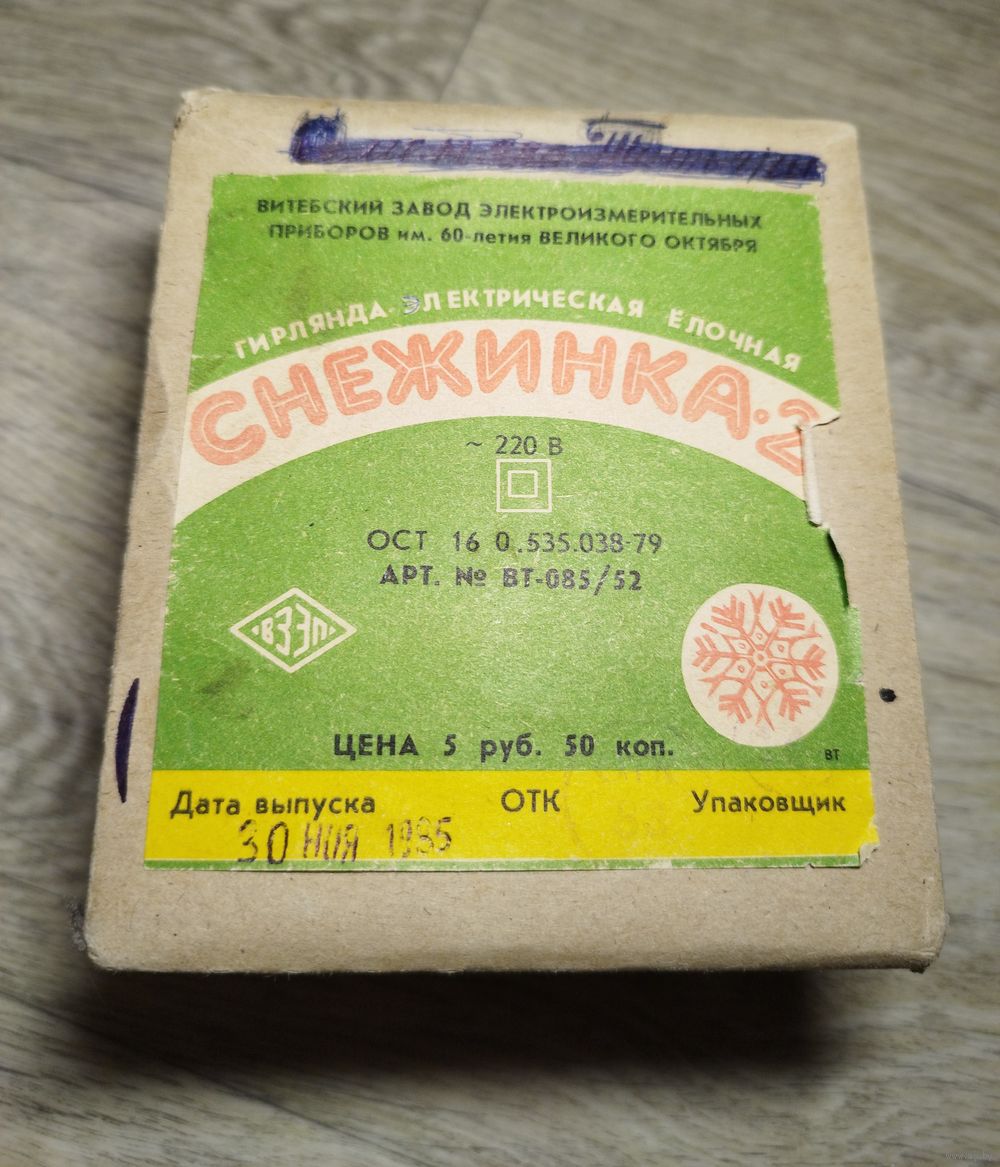 ВИТЕБСКИЙ ЗАВОД ЭЛЕКТРОИЗМЕРИТЕЛЬНЫХ
ПРИБОРОВ им. 60-летия ВЕЛИКОГО ОКТЯБРЯ
ГИРЛЯНДА ЭЛЕКТРИЧЕСКАЯ ЁЛОЧНАЯ
СНЕЖИНКА-2
~ 220 В
ОСТ 16 0.535.038-79
АРТ. № ВТ-085/52
ВЗЭП
ЦЕНА 5 руб. 50 коп.
ВТ
Дата выпуска ОТК Упаковщик
30 НОЯ 1985